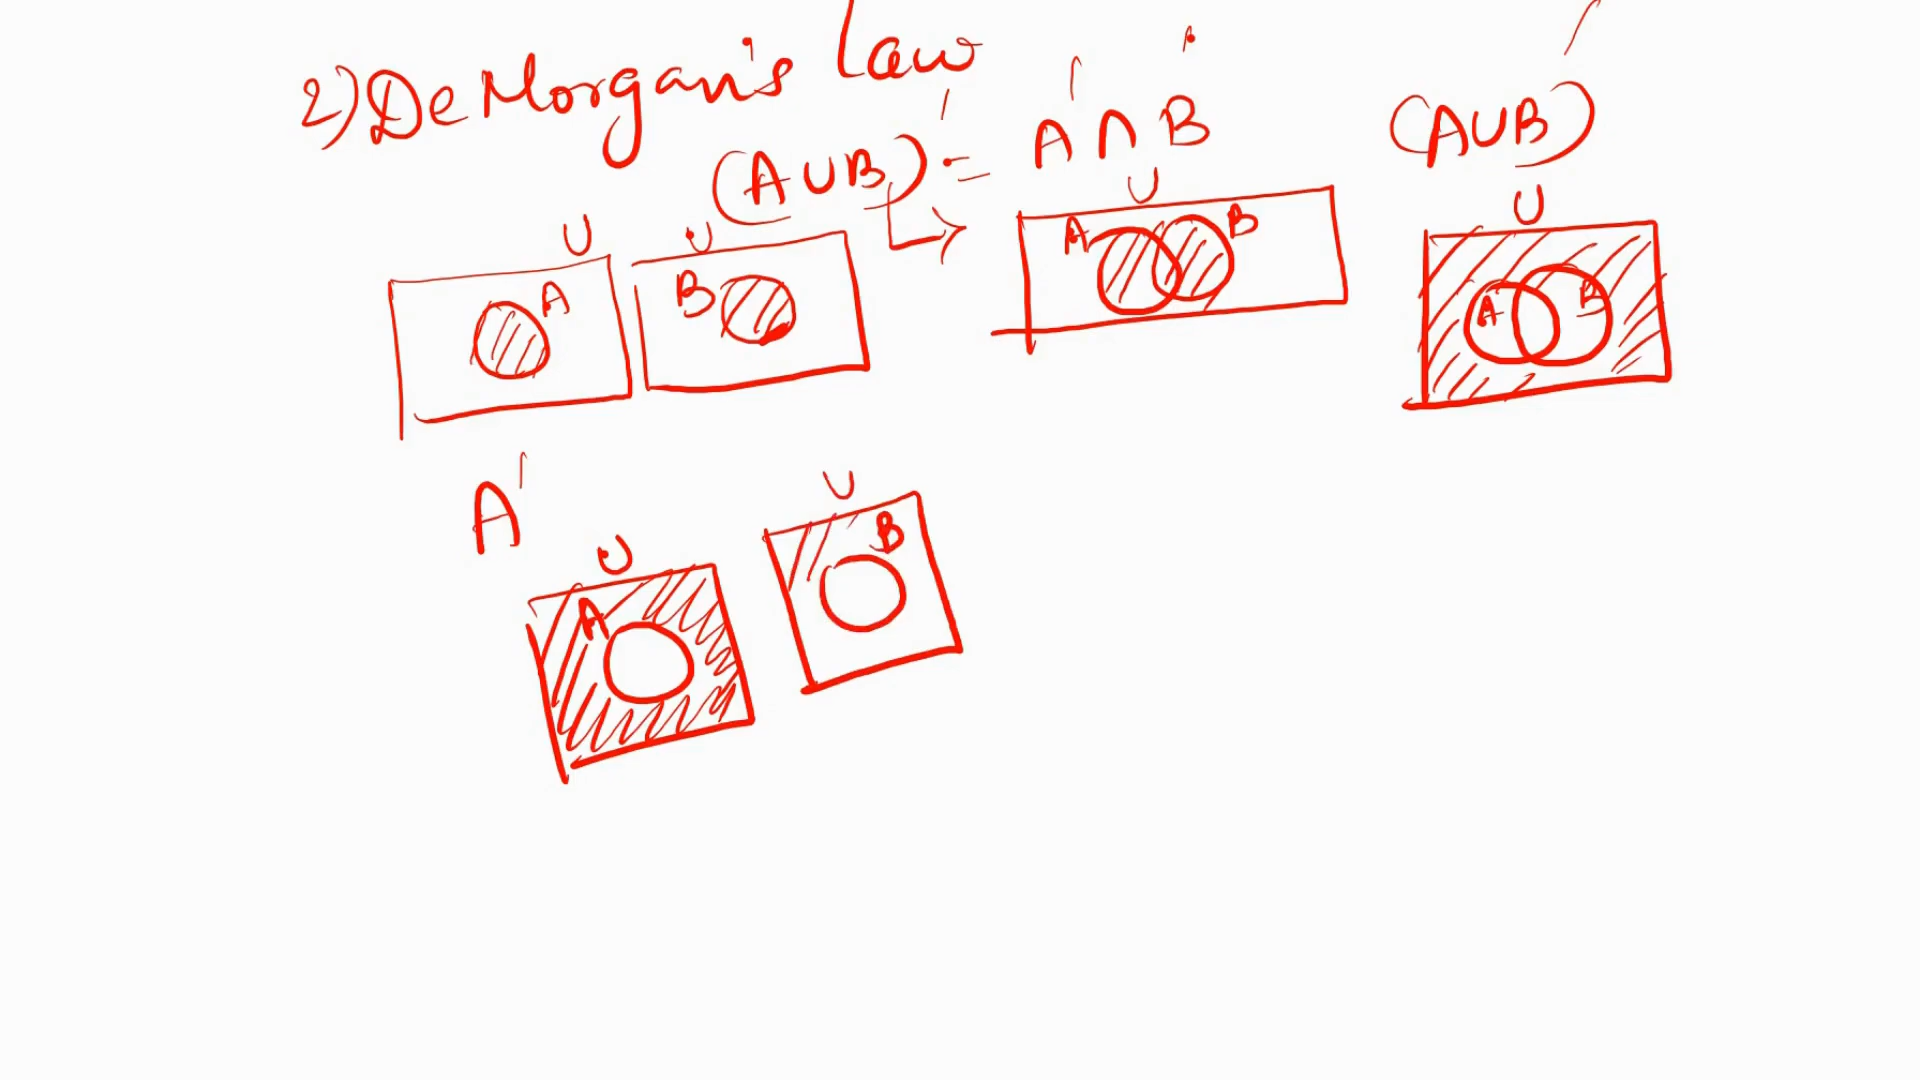 2) De Morgan's Law
(A∪B)' = A' ∩ B'
(A∪B)'
U
A
U
B
U
A B
U
A B
A'
U
A
U
B